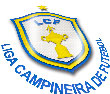 LCF
LIGA CAMPINEIRA DE FUTEBOL